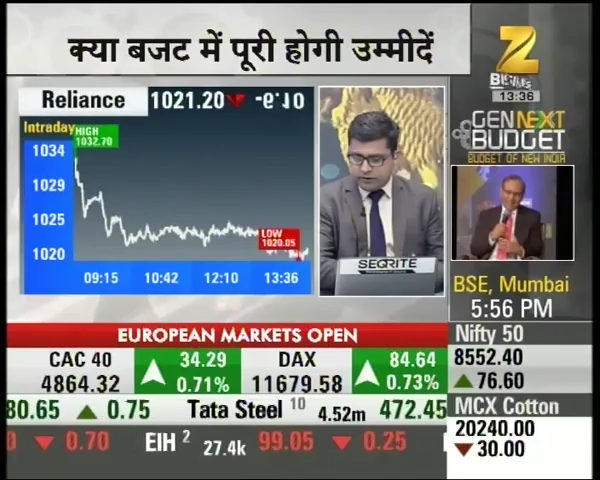 क्या बजट में पूरी होगी उम्मीदें
Z
13:36
Reliance 1021.20
Intraday
HIGH
1032.70
1034
1029
1025
1020
LOW
1020.05
09:15 10:42 12:10 13:36
SEQRITE
GENNEXT
BUDGET
BUDGET OF NEW INDIA
BSE, Mumbai
5:56 PM
EUROPEAN MARKETS OPEN
CAC 40 34.29 DAX 84.64
4864.32 0.71% 11679.58 0.73%
80.65 0.75 Tata Steel 10 4.52m 472.45
0.70 EIH 2 27.4k 99.05 0.25
Nifty 50
8552.40
76.60
MCX Cotton
20240.00
30.00